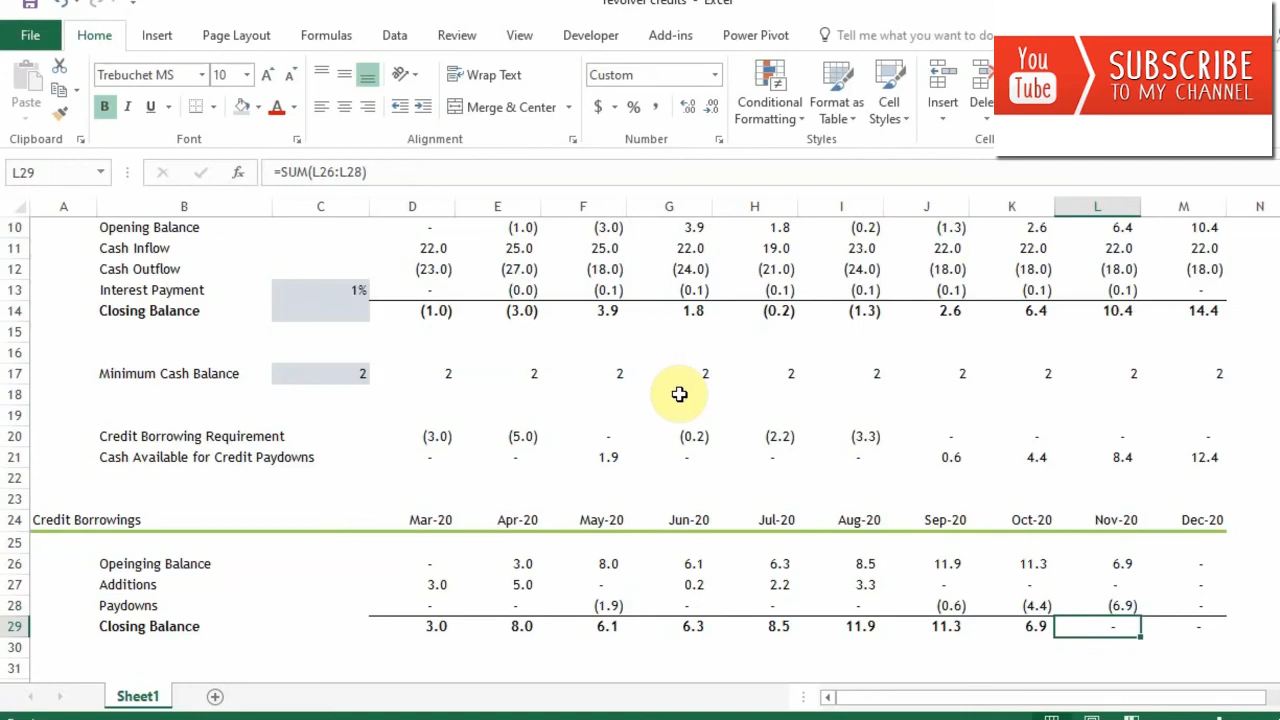 revolver credits - Excel
File Home Insert Page Layout Formulas Data Review View Developer Add-ins Power Pivot Tell me what you want to do
You Tube SUBSCRIBE TO MY CHANNEL
Paste Trebuchet MS 10 A A Wrap Text Custom Conditional Formatting Format as Table Cell Styles Insert
B I U A Merge & Center $ %
Clipboard Font Alignment Number Styles
L29 fx =SUM(L26:L28)
A B C D E F G H I J K L M N
10 Opening Balance - (1.0) (3.0) 3.9 1.8 (0.2) (1.3) 2.6 6.4 10.4
11 Cash Inflow 22.0 25.0 25.0 22.0 19.0 23.0 22.0 22.0 22.0 22.0
12 Cash Outflow (23.0) (27.0) (18.0) (24.0) (21.0) (24.0) (18.0) (18.0) (18.0) (18.0)
13 Interest Payment 1% - (0.0) (0.1) (0.1) (0.1) (0.1) (0.1) (0.1) (0.1) -
14 Closing Balance (1.0) (3.0) 3.9 1.8 (0.2) (1.3) 2.6 6.4 10.4 14.4
15
16
17 Minimum Cash Balance 2 2 2 2 2 2 2 2 2 2 2
18
19
20 Credit Borrowing Requirement (3.0) (5.0) - (0.2) (2.2) (3.3) - - - -
21 Cash Available for Credit Paydowns - - 1.9 - - - 0.6 4.4 8.4 12.4
22
23
24 Credit Borrowings Mar-20 Apr-20 May-20 Jun-20 Jul-20 Aug-20 Sep-20 Oct-20 Nov-20 Dec-20
25
26 Opeinging Balance - 3.0 8.0 6.1 6.3 8.5 11.9 11.3 6.9 -
27 Additions 3.0 5.0 - 0.2 2.2 3.3 - - - -
28 Paydowns - - (1.9) - - - (0.6) (4.4) (6.9) -
29 Closing Balance 3.0 8.0 6.1 6.3 8.5 11.9 11.3 6.9 - -
30
31
Sheet1